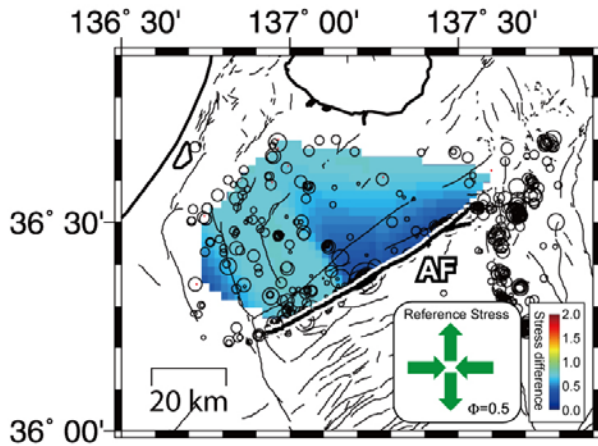 136° 30' 137° 00' 137° 30'
36° 30'
AF
Reference Stress
Φ=0.5
Stress difference
2.0
1.5
1.0
0.5
0.0
20 km
36° 00'